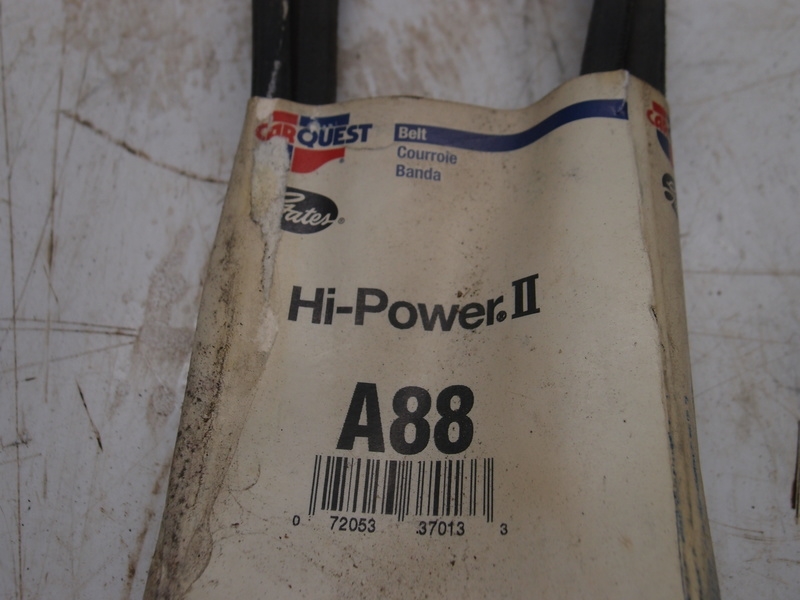 CARQUEST
Belt
Courroie
Banda
Gates
Hi-Power II
A88
0 72053 37013 3